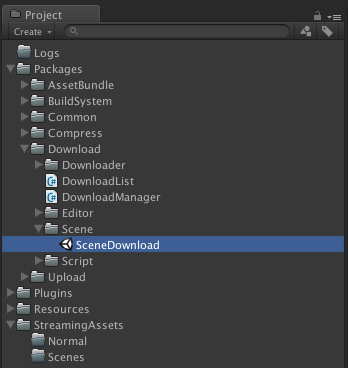 Project
Create
Logs
Packages
AssetBundle
BuildSystem
Common
Compress
Download
Downloader
DownloadList
DownloadManager
Editor
Scene
SceneDownload
Script
Upload
Plugins
Resources
StreamingAssets
Normal
Scenes